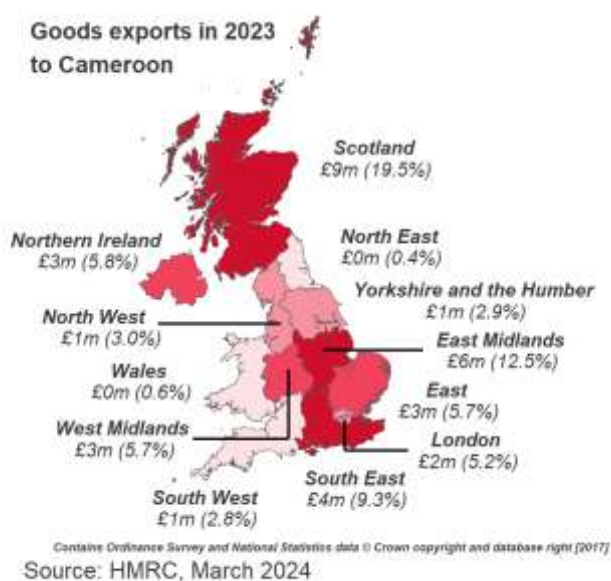 Goods exports in 2023
to Cameroon
Scotland
£9m (19.5%)
Northern Ireland
£3m (5.8%)
North East
£0m (0.4%)
Yorkshire and the Humber
£1m (2.9%)
North West
£1m (3.0%)
East Midlands
£6m (12.5%)
Wales
£0m (0.6%)
East
£3m (5.7%)
West Midlands
£3m (5.7%)
London
£2m (5.2%)
South East
£4m (9.3%)
South West
£1m (2.8%)
Contains Ordinance Survey and National Statistics data © Crown copyright and database right [2017]
Source: HMRC, March 2024